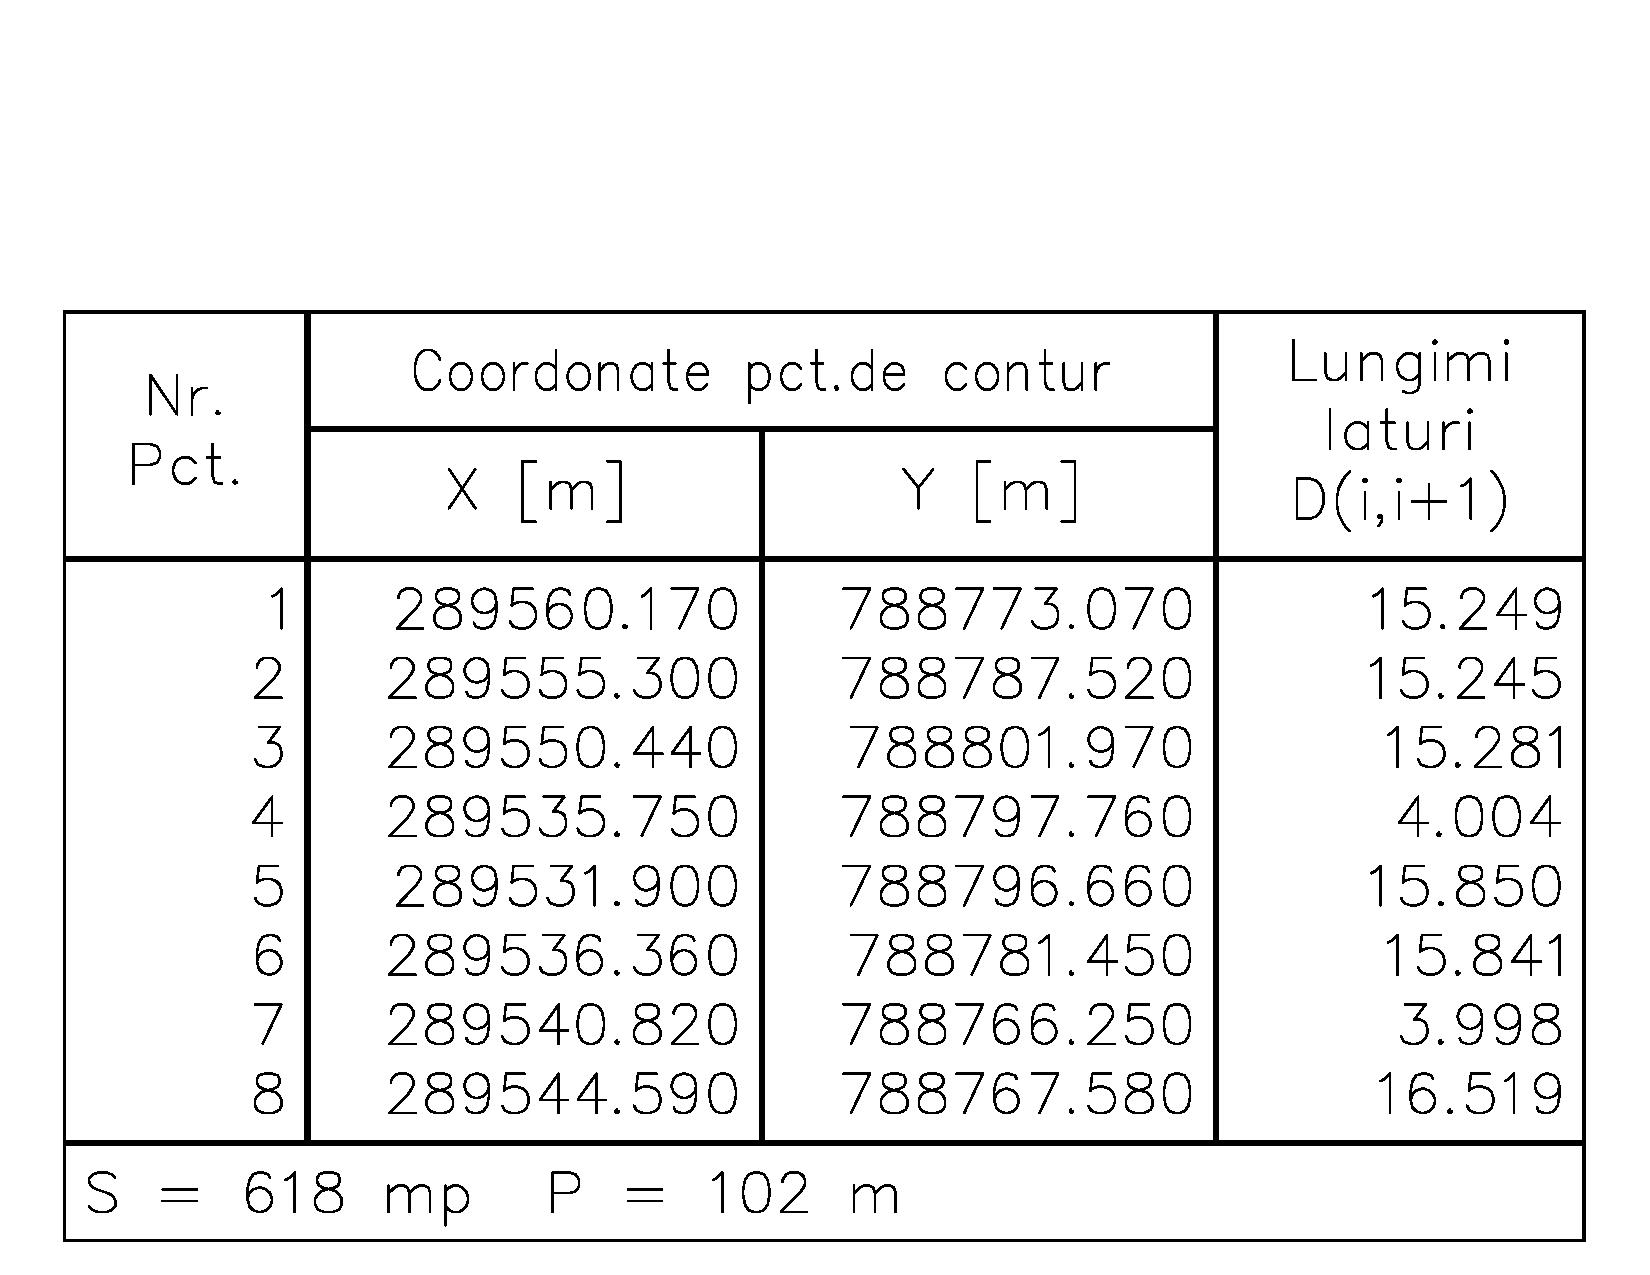 Nr. Pct.
Coordonate pct.de contur
X [m] Y [m]
Lungimi
laturi
D(i,i+1)
1 289560.170 788773.070 15.249
2 289555.300 788787.520 15.245
3 289550.440 788801.970 15.281
4 289535.750 788797.760 4.004
5 289531.900 788796.660 15.850
6 289536.360 788781.450 15.841
7 289540.820 788766.250 3.998
8 289544.590 788767.580 16.519
S = 618 mp P = 102 m